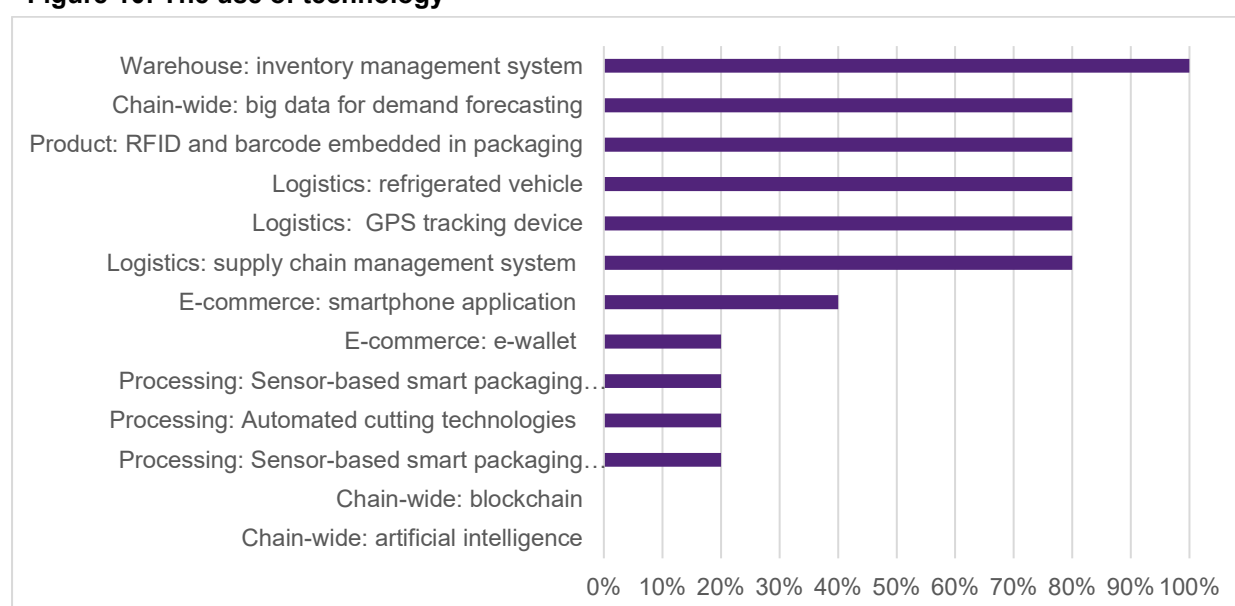 Figure 10: The use of technology
Warehouse: inventory management system
Chain-wide: big data for demand forecasting
Product: RFID and barcode embedded in packaging
Logistics: refrigerated vehicle
Logistics:  GPS tracking device
Logistics: supply chain management system
E-commerce: smartphone application
E-commerce: e-wallet
Processing: Sensor-based smart packaging…
Processing: Automated cutting technologies
Processing: Sensor-based smart packaging…
Chain-wide: blockchain
Chain-wide: artificial intelligence
0% 10% 20% 30% 40% 50% 60% 70% 80% 90% 100%